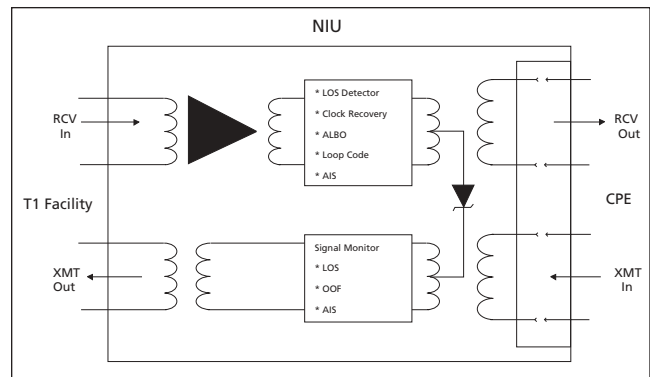 NIU
* LOS Detector
* Clock Recovery
* ALBO
* Loop Code
* AIS
RCV
In
RCV
Out
T1 Facility
CPE
Signal Monitor
* LOS
* OOF
* AIS
XMT
Out
XMT
In